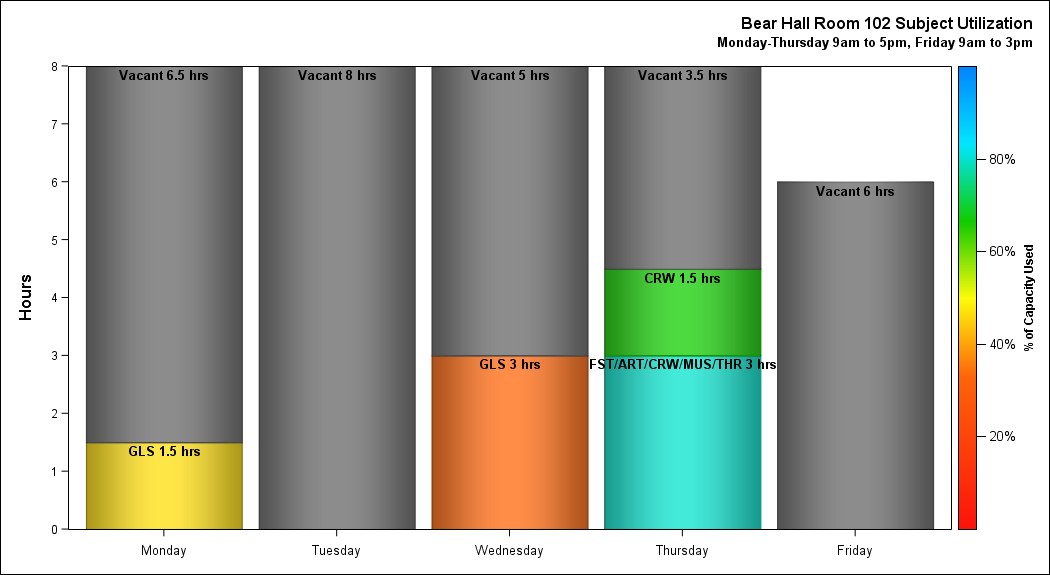 Bear Hall Room 102 Subject Utilization
Monday-Thursday 9am to 5pm, Friday 9am to 3pm
8
7
6
5
4
3
2
1
0
Hours
Vacant 6.5 hrs
GLS 1.5 hrs
Vacant 8 hrs
Vacant 5 hrs
GLS 3 hrs
Vacant 3.5 hrs
CRW 1.5 hrs
FST/ART/CRW/MUS/THR 3 hrs
Vacant 6 hrs
Monday
Tuesday
Wednesday
Thursday
Friday
80%
60%
40%
20%
% of Capacity Used